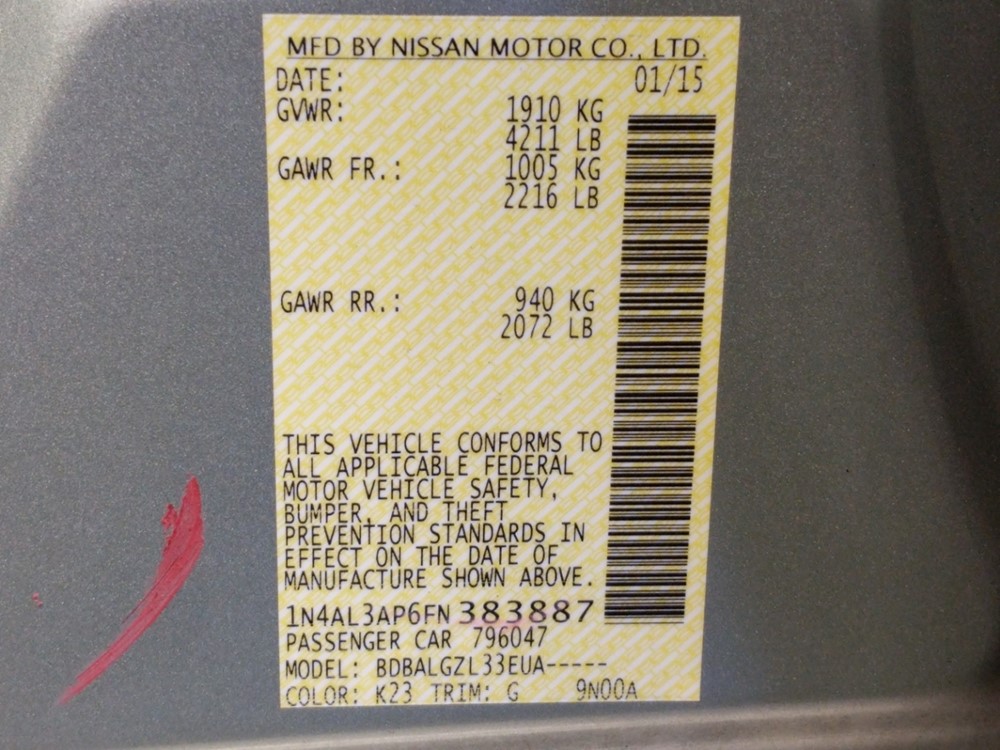 MFD BY NISSAN MOTOR CO., LTD.
DATE: 01/15
GVWR: 1910 KG
4211 LB
GAWR FR.: 1005 KG
2216 LB
GAWR RR.: 940 KG
2072 LB
THIS VEHICLE CONFORMS TO
ALL APPLICABLE FEDERAL
MOTOR VEHICLE SAFETY,
BUMPER, AND THEFT
PREVENTION STANDARDS IN
EFFECT ON THE DATE OF
MANUFACTURE SHOWN ABOVE.
1N4AL3AP6FN383887
PASSENGER CAR 796047
MODEL: BDBALGZL33EUA-----
COLOR: K23 TRIM: G 9N00A